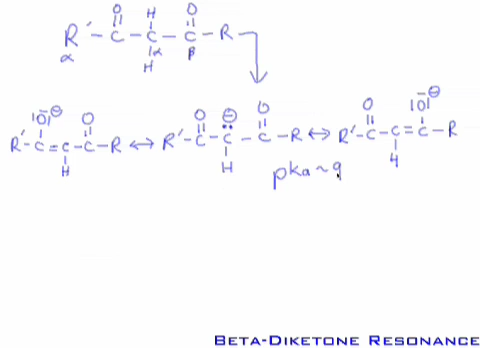 O H O
R' - C - C - C - R
α H α β
|O|⊖ O O ⊖ O O |O|⊖
R' - C = C - C - R ↔ R' - C - C̈ - C - R ↔ R' - C - C = C - R
H H H
pka ~ 9
Beta-Diketone Resonance